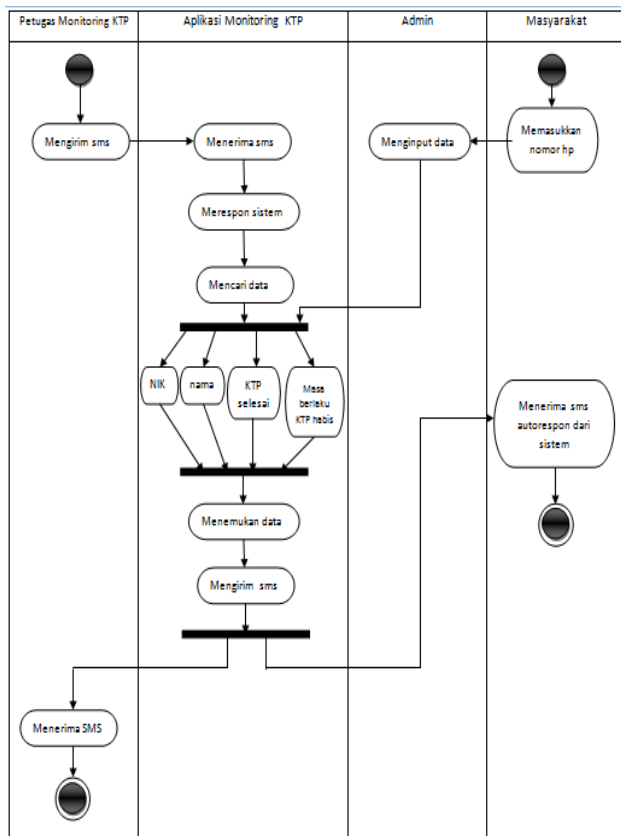 Petugas Monitoring KTP
Aplikasi Monitoring KTP
Admin
Masyarakat
Mengirim sms
Menerima sms
Menginput data
Memasukkan
nomor hp
Merespon sistem
Mencari data
NIK
nama
KTP
selesai
Masa
berlaku
KTP habis
Menerima sms
autorespon dari
sistem
Menemukan data
Mengirim sms
Menerima SMS